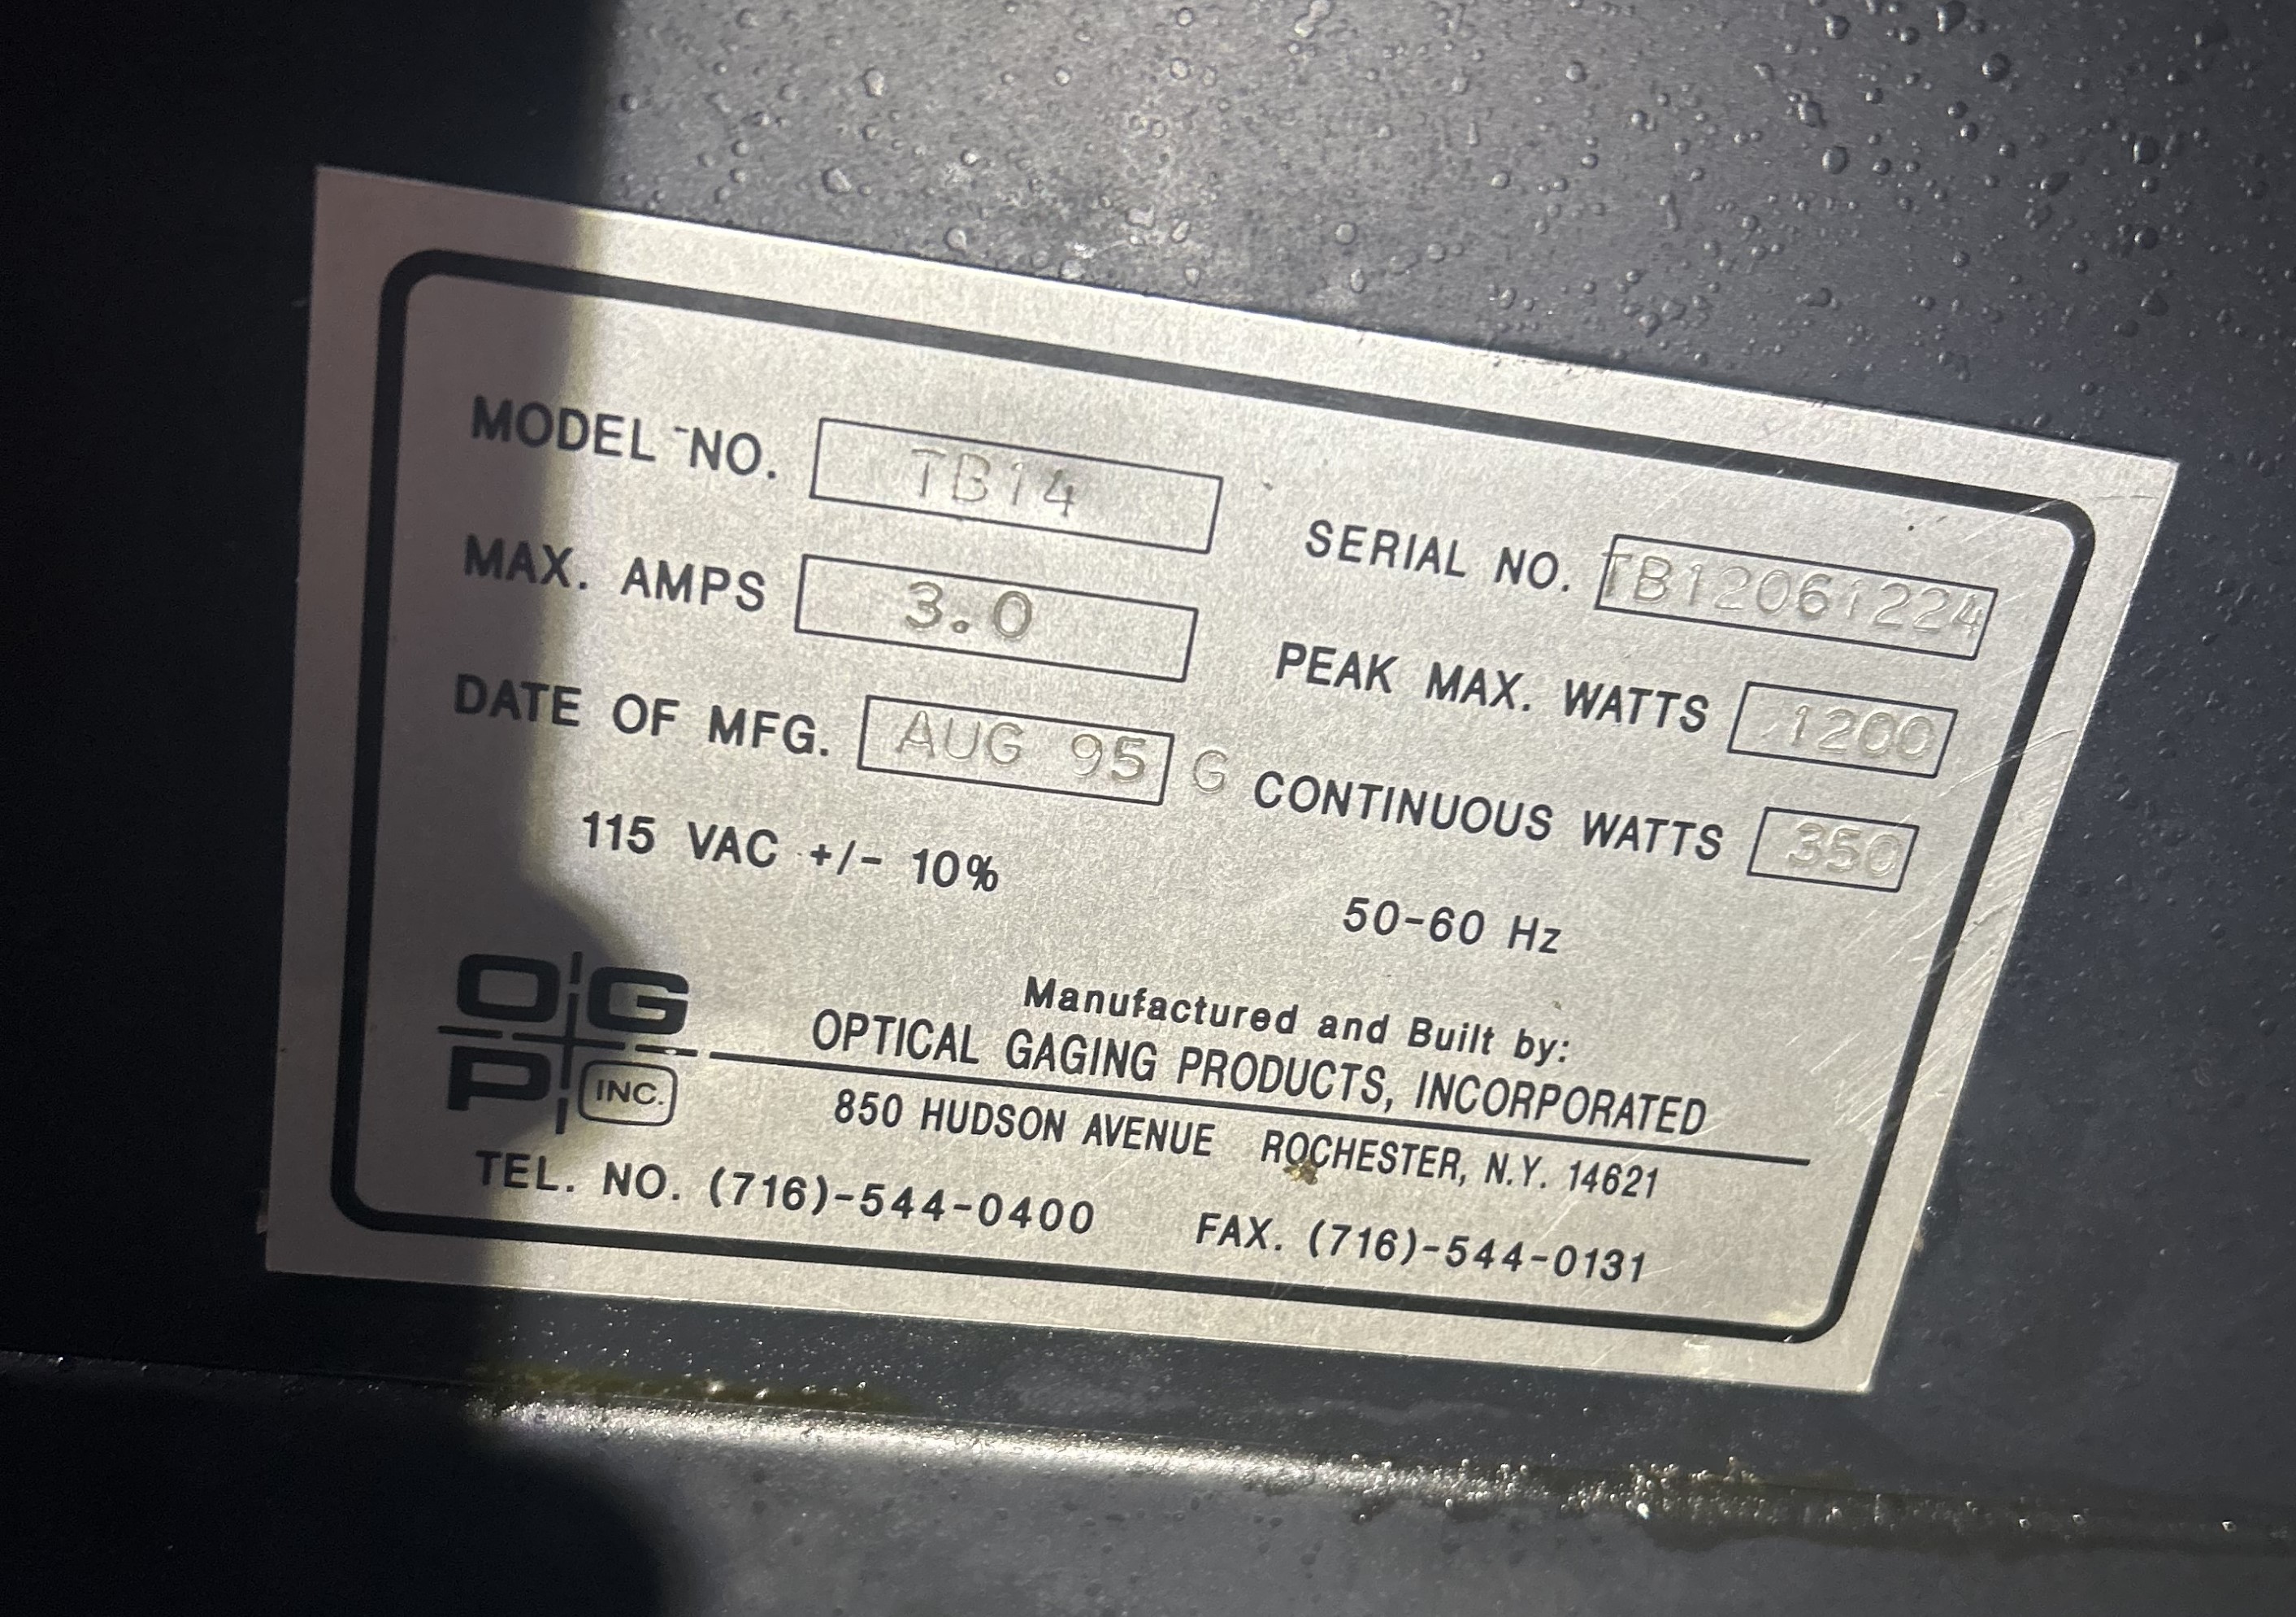 MODEL NO. TB14
SERIAL NO. TB12061224
MAX. AMPS 3.0
PEAK MAX. WATTS 1200
DATE OF MFG. AUG 95 G
CONTINUOUS WATTS 350
115 VAC +/- 10%
50-60 Hz
OGP INC.
Manufactured and Built by:
OPTICAL GAGING PRODUCTS, INCORPORATED
850 HUDSON AVENUE ROCHESTER, N.Y. 14621
TEL. NO. (716)-544-0400 FAX. (716)-544-0131